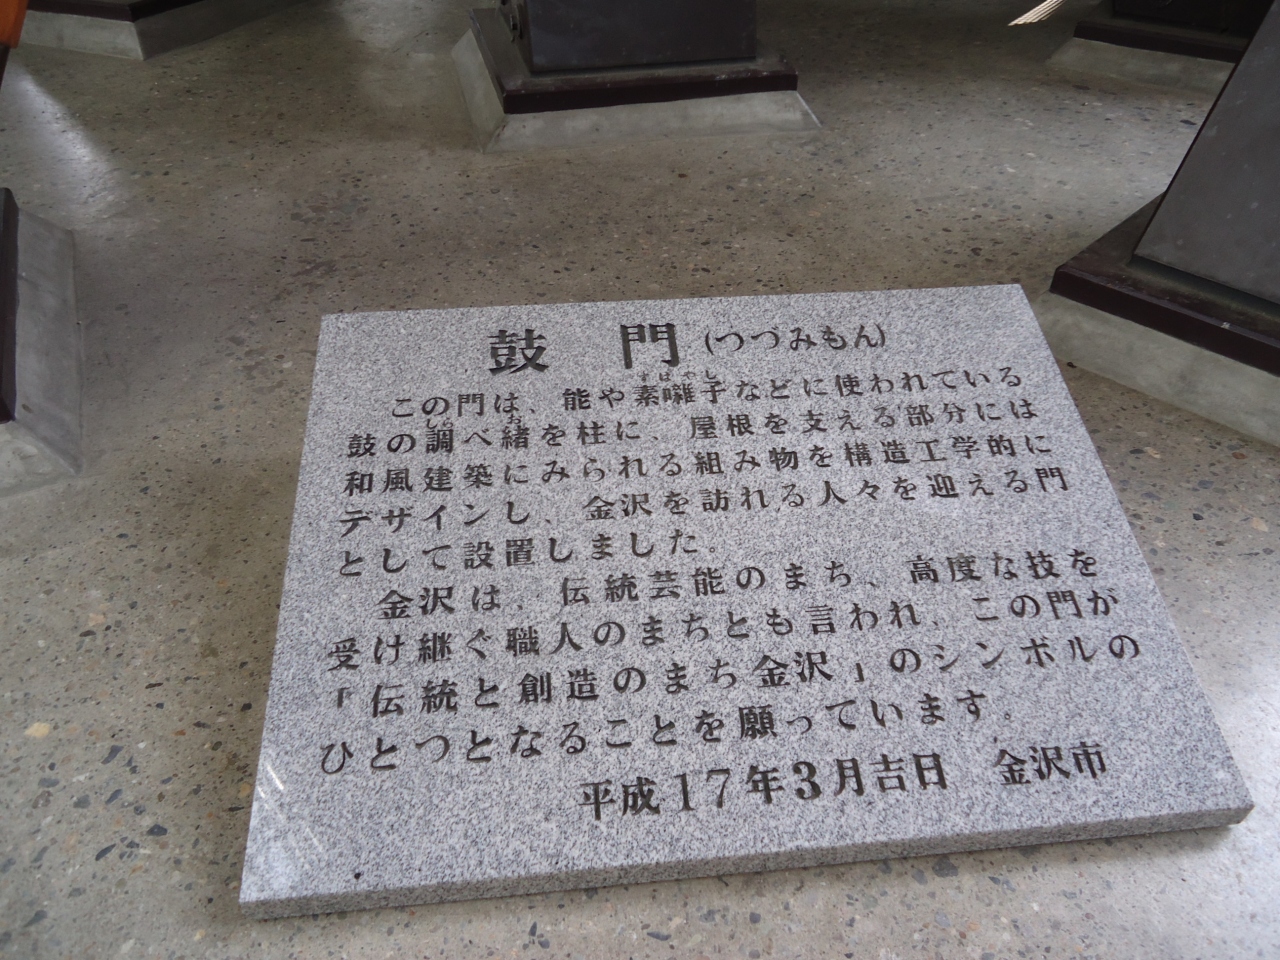 鼓門(つつみもん)
この門は、能や素囃子などに使われている
鼓の調べ緒を柱に、屋根を支える部分には
和風建築にみられる組み物を構造工学的に
デザインし、金沢を訪れる人々を迎える門
として設置しました。
金沢は、伝統芸能のまち、高度な技を
受け継ぐ職人のまちとも言われ、この門が
「伝統と創造のまち金沢」のシンボルの
ひとつとなることを願っています。
平成17年3月吉日 金沢市